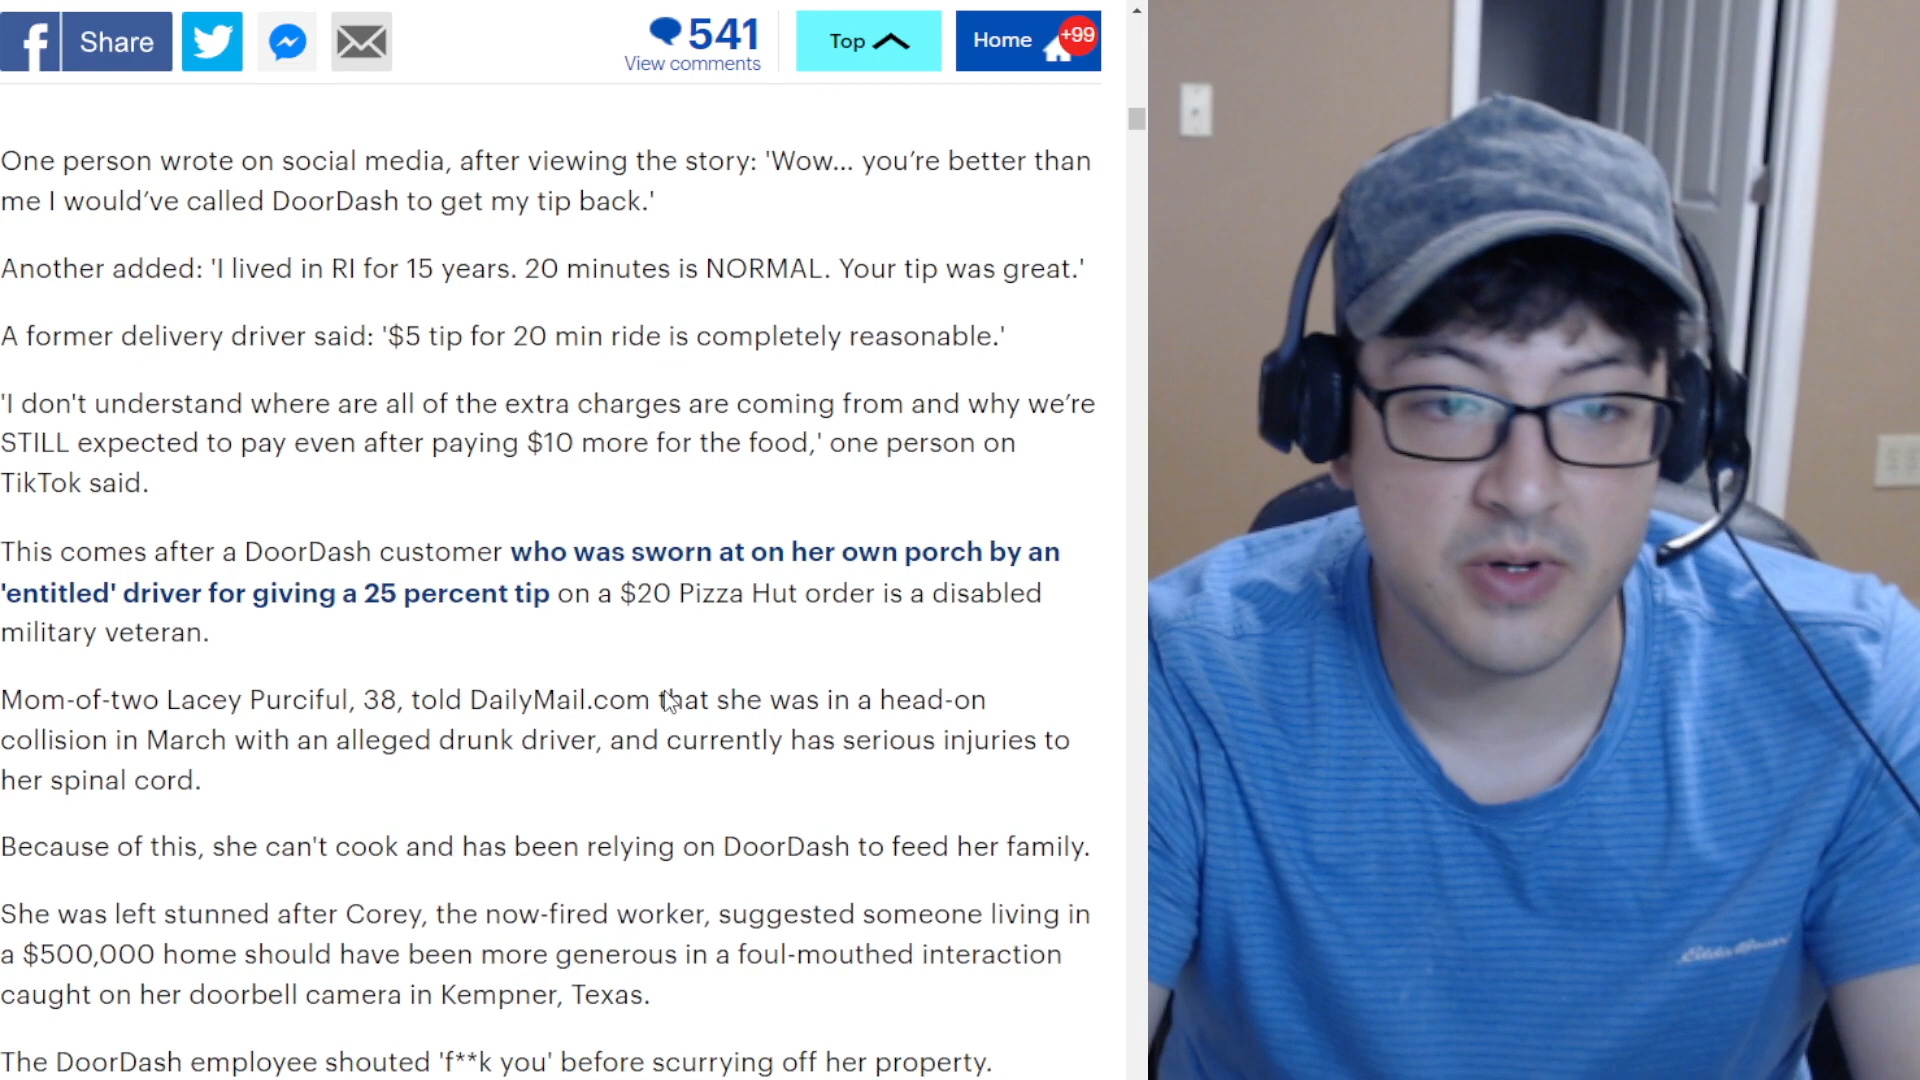 Share
541
View comments
Top
Home
+99
One person wrote on social media, after viewing the story: 'Wow... you’re better than
me I would’ve called DoorDash to get my tip back.'
Another added: 'I lived in RI for 15 years. 20 minutes is NORMAL. Your tip was great.'
A former delivery driver said: '$5 tip for 20 min ride is completely reasonable.'
'I don't understand where are all of the extra charges are coming from and why we’re
STILL expected to pay even after paying $10 more for the food,' one person on
TikTok said.
This comes after a DoorDash customer who was sworn at on her own porch by an
'entitled' driver for giving a 25 percent tip on a $20 Pizza Hut order is a disabled
military veteran.
Mom-of-two Lacey Purciful, 38, told DailyMail.com that she was in a head-on
collision in March with an alleged drunk driver, and currently has serious injuries to
her spinal cord.
Because of this, she can't cook and has been relying on DoorDash to feed her family.
She was left stunned after Corey, the now-fired worker, suggested someone living in
a $500,000 home should have been more generous in a foul-mouthed interaction
caught on her doorbell camera in Kempner, Texas.
The DoorDash employee shouted 'f**k you' before scurrying off her property.
Eddie Bauer